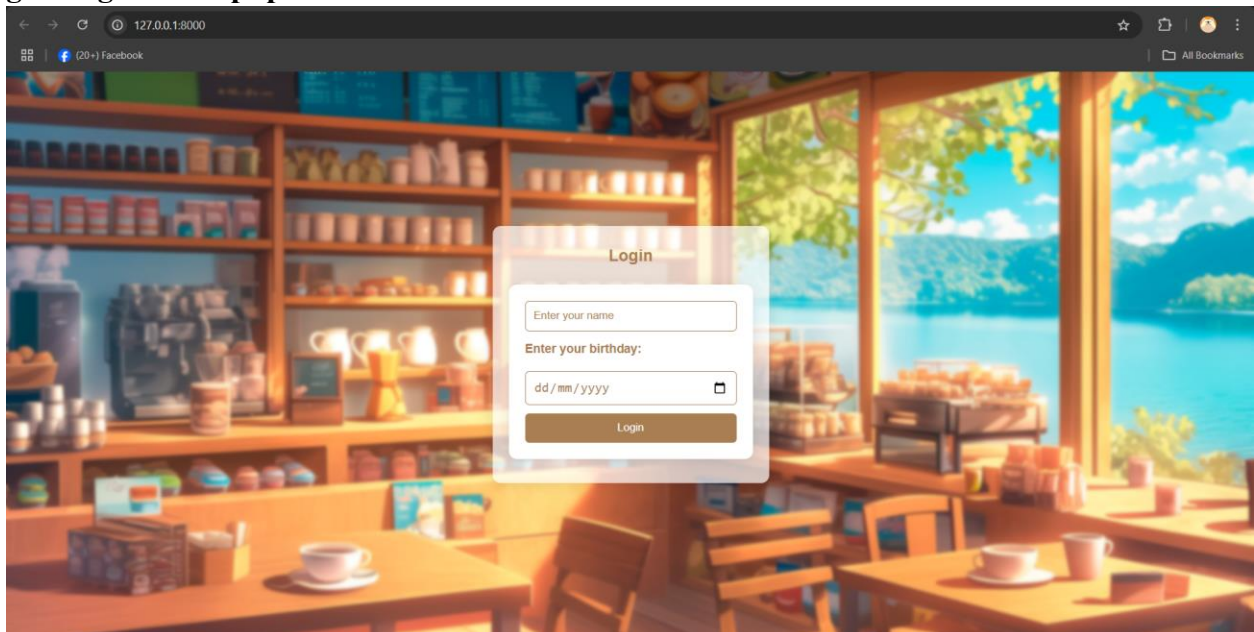 127.0.0.1:8000
(20+) Facebook
All Bookmarks
Login
Enter your name
Enter your birthday:
dd/mm/yyyy
Login